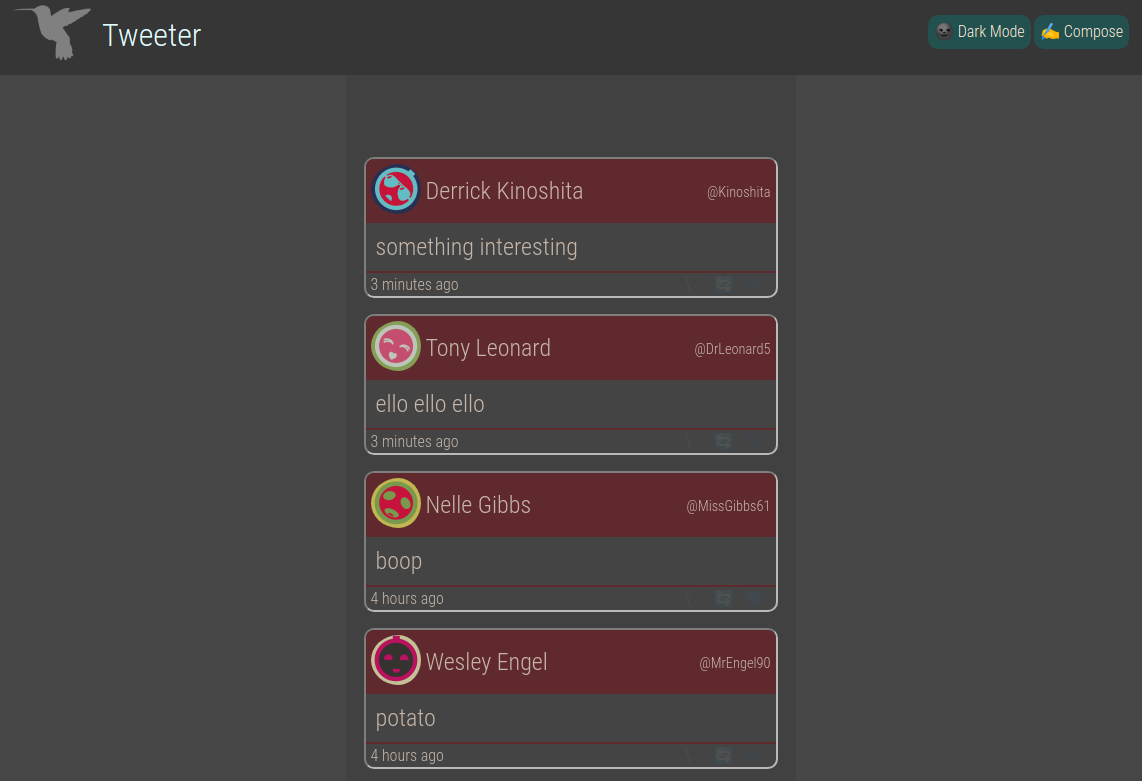 Tweeter
🌚 Dark Mode
✍ Compose
Derrick Kinoshita
@Kinoshita
something interesting
3 minutes ago
Tony Leonard
@DrLeonard5
ello ello ello
3 minutes ago
Nelle Gibbs
@MissGibbs61
boop
4 hours ago
Wesley Engel
@MrEngel90
potato
4 hours ago